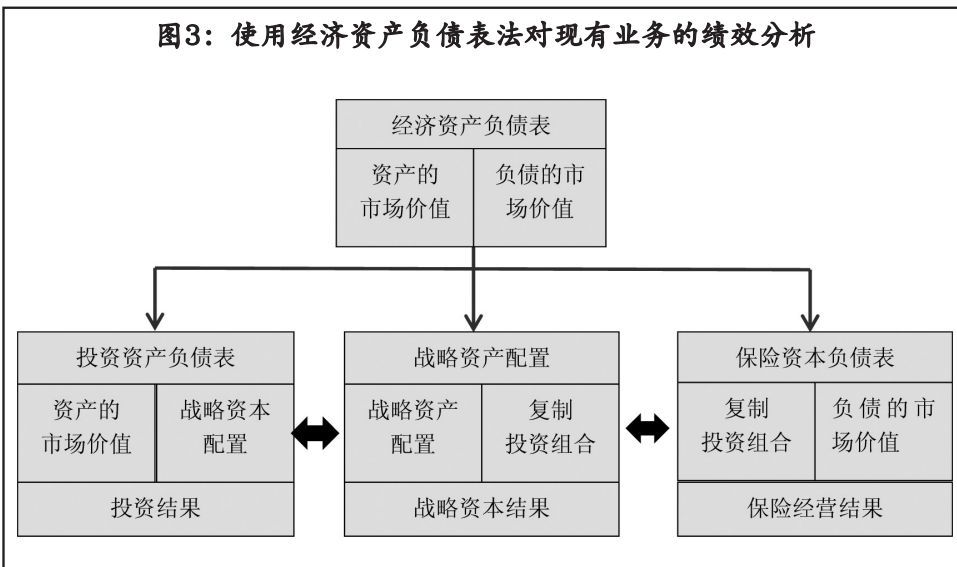 图3：使用经济资产负债表法对现有业务的绩效分析
经济资产负债表
资产的
市场价值
负债的市
场价值
投资资产负债表
资产的
市场价值
战略资本
配置
投资结果
战略资产配置
战略资产
配置
复制
投资组合
战略资本结果
保险资本负债表
复制
投资组合
负债的市
场价值
保险经营结果